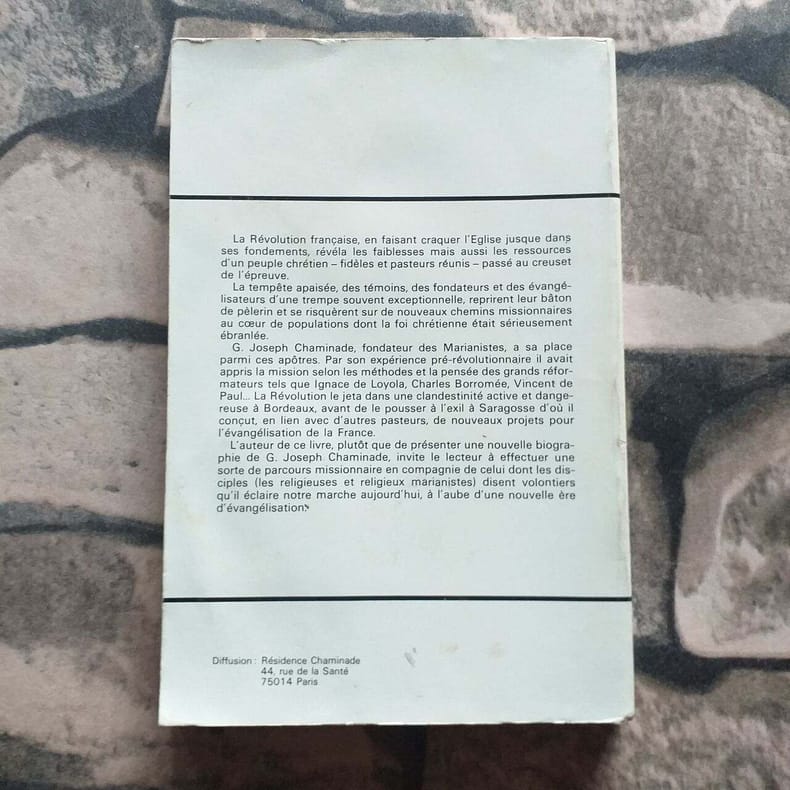 La Révolution française, en faisant craquer l'Eglise jusque dans
ses fondements, révéla les faiblesses mais aussi les ressources
d'un peuple chrétien – fidèles et pasteurs réunis – passé au creuset
de l'épreuve.
La tempête apaisée, des témoins, des fondateurs et des évangé-
lisateurs d'une trempe souvent exceptionnelle, reprirent leur bâton
de pèlerin et se risquèrent sur de nouveaux chemins missionnaires
au cœur de populations dont la foi chrétienne était sérieusement
ébranlée.
G. Joseph Chaminade, fondateur des Marianistes, a sa place
parmi ces apôtres. Par son expérience pré-révolutionnaire il avait
appris la mission selon les méthodes et la pensée des grands réfor-
mateurs tels que Ignace de Loyola, Charles Borromée, Vincent de
Paul... La Révolution le jeta dans une clandestinité active et dange-
reuse à Bordeaux, avant de le pousser à l'exil à Saragosse d'où il
conçut, en lien avec d'autres pasteurs, de nouveaux projets pour
l'évangélisation de la France.
L'auteur de ce livre, plutôt que de présenter une nouvelle biogra-
phie de G. Joseph Chaminade, invite le lecteur à effectuer une
sorte de parcours missionnaire en compagnie de celui dont les dis-
ciples (les religieuses et religieux marianistes) disent volontiers
qu'il éclaire notre marche aujourd'hui, à l'aube d'une nouvelle ère
d'évangélisation.
Diffusion : Résidence Chaminade
44, rue de la Santé
75014 Paris